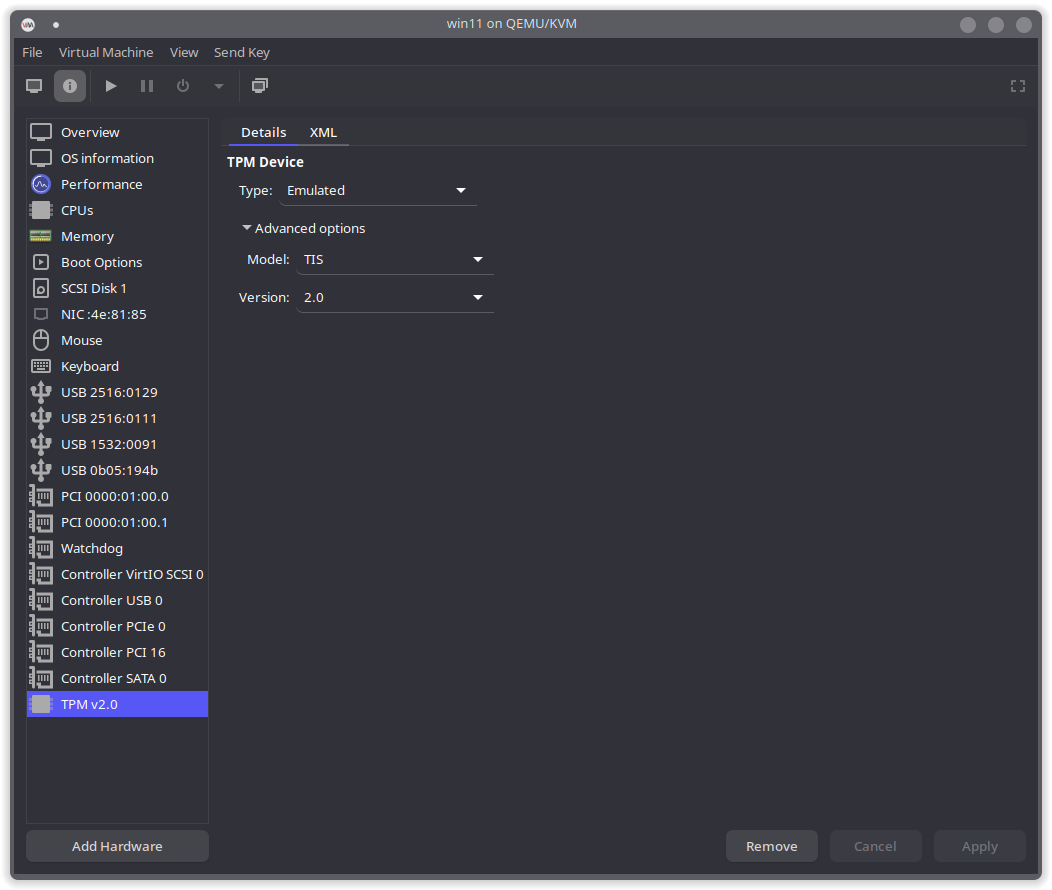 win11 on QEMU/KVM
File Virtual Machine View Send Key
Overview
OS information
Performance
CPUs
Memory
Boot Options
SCSI Disk 1
NIC :4e:81:85
Mouse
Keyboard
USB 2516:0129
USB 2516:0111
USB 1532:0091
USB 0b05:194b
PCI 0000:01:00.0
PCI 0000:01:00.1
Watchdog
Controller VirtIO SCSI 0
Controller USB 0
Controller PCIe 0
Controller PCI 16
Controller SATA 0
TPM v2.0
Add Hardware
Details XML
TPM Device
Type: Emulated
Advanced options
Model: TIS
Version: 2.0
Remove Cancel Apply